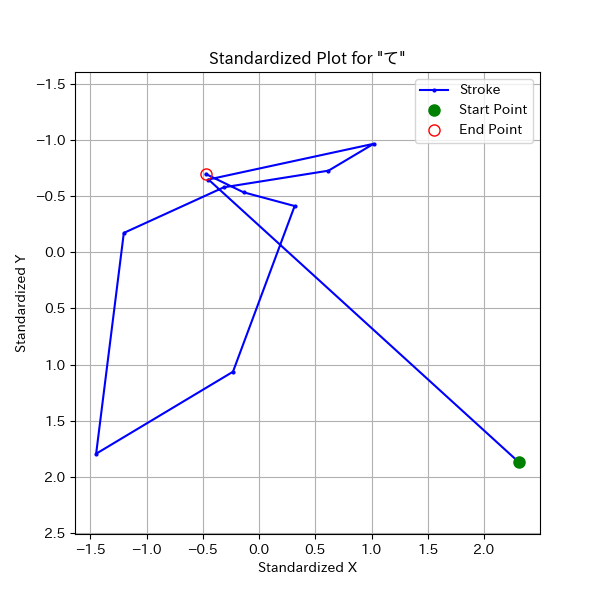 Standardized Plot for "て"
Stroke
Start Point
End Point
−1.5
−1.0
−0.5
0.0
0.5
1.0
1.5
2.0
2.5
Standardized Y
−1.5 −1.0 −0.5 0.0 0.5 1.0 1.5 2.0
Standardized X